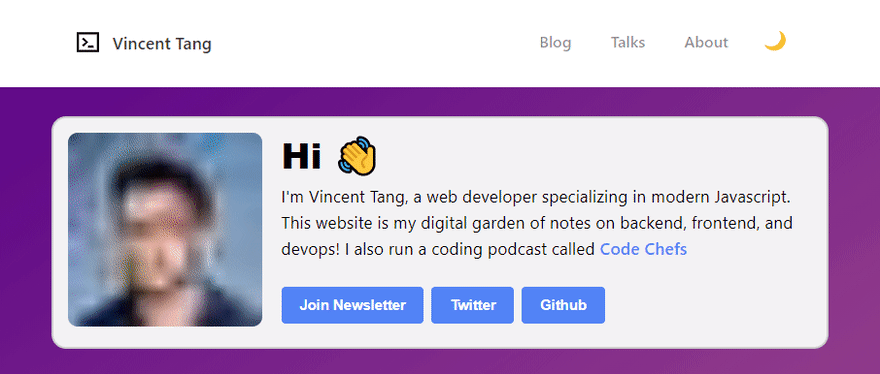 Vincent Tang
Blog
Talks
About
Hi 👋
I'm Vincent Tang, a web developer specializing in modern Javascript.
This website is my digital garden of notes on backend, frontend, and
devops! I also run a coding podcast called Code Chefs
Join Newsletter
Twitter
Github